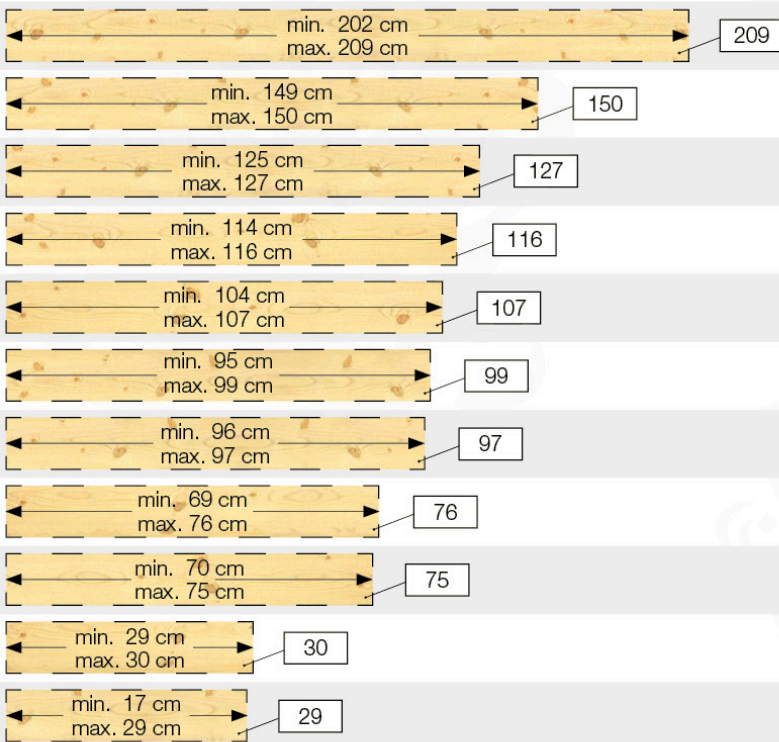 min. 202 cm
max. 209 cm
209
min. 149 cm
max. 150 cm
150
min. 125 cm
max. 127 cm
127
min. 114 cm
max. 116 cm
116
min. 104 cm
max. 107 cm
107
min. 95 cm
max. 99 cm
99
min. 96 cm
max. 97 cm
97
min. 69 cm
max. 76 cm
76
min. 70 cm
max. 75 cm
75
min. 29 cm
max. 30 cm
30
min. 17 cm
max. 29 cm
29